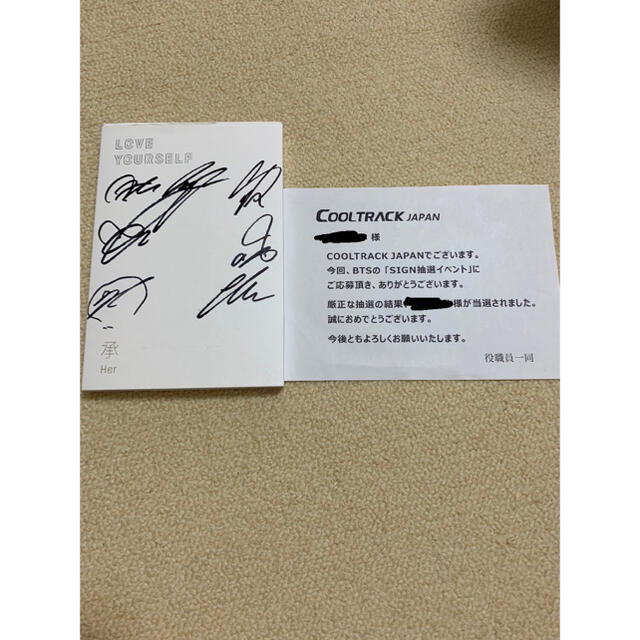 LOVE
YOURSELF
承
Her
COOLTRACK JAPAN
様
COOLTRACK JAPANでございます。
今回、BTSの「SIGN抽選イベント」に
ご応募頂き、ありがとうございます。
厳正な抽選の結果 様が当選されました。
誠におめでとうございます。
今後ともよろしくお願いいたします。
役職員一同